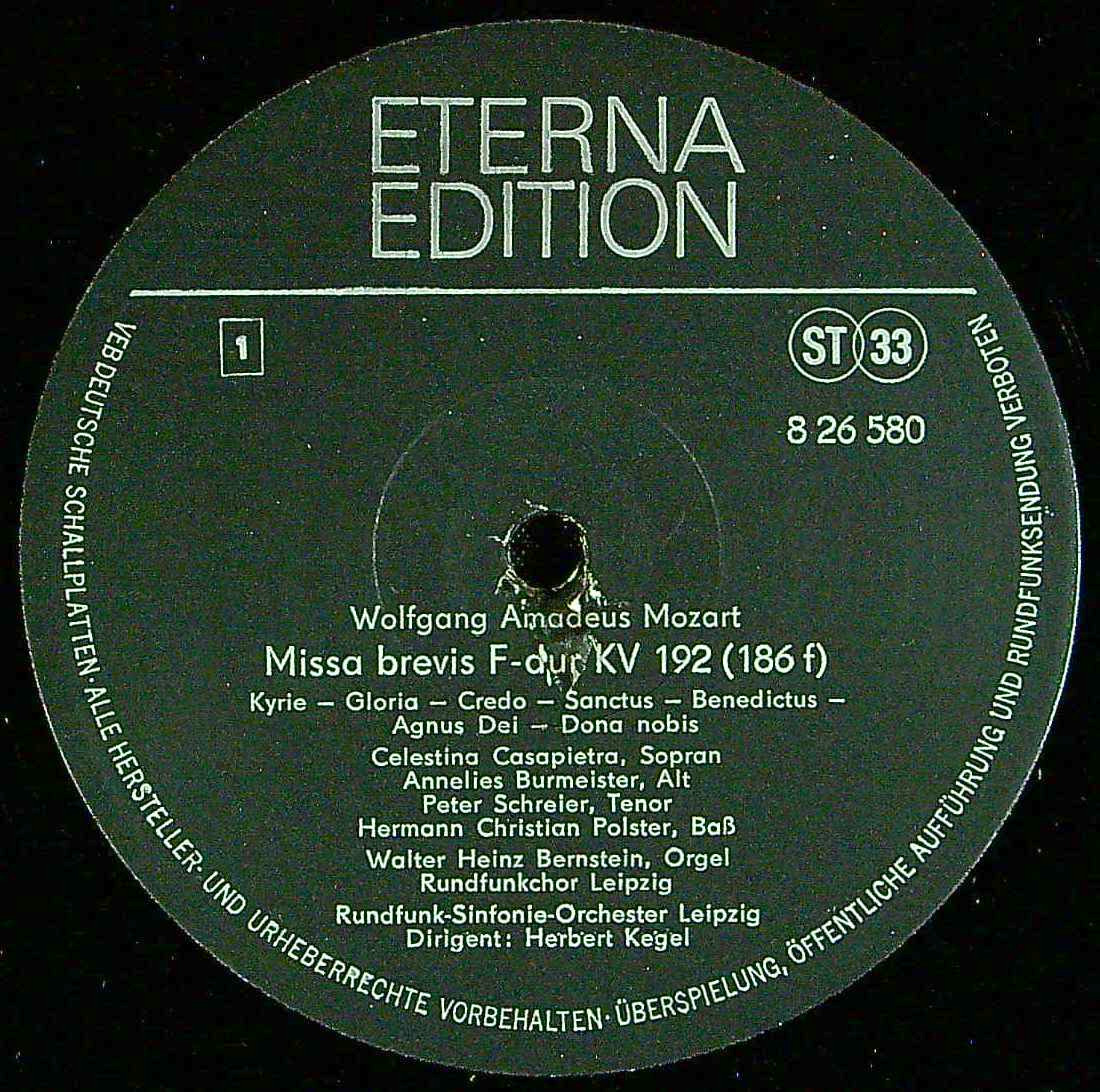 ETERNA
EDITION
1
ST 33
8 26 580
Wolfgang Amadeus Mozart
Missa brevis F-dur KV 192 (186 f)
Kyrie – Gloria – Credo – Sanctus – Benedictus –
Agnus Dei – Dona nobis
Celestina Casapietra, Sopran
Annelies Burmeister, Alt
Peter Schreier, Tenor
Hermann Christian Polster, Baß
Walter Heinz Bernstein, Orgel
Rundfunkchor Leipzig
Rundfunk-Sinfonie-Orchester Leipzig
Dirigent: Herbert Kegel
VEB DEUTSCHE SCHALLPLATTEN · ALLE HERSTELLER- UND URHEBERRECHTE VORBEHALTEN · ÜBERSPIELUNG, ÖFFENTLICHE AUFFÜHRUNG UND RUNDFUNKSENDUNG VERBOTEN